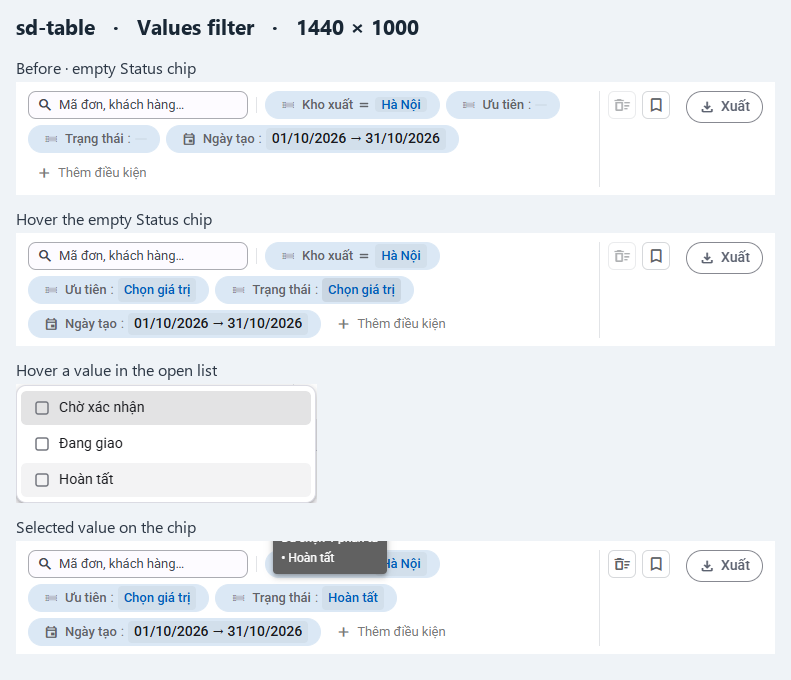 sd-table · Values filter · 1440 × 1000
Before · empty Status chip
Mã đơn, khách hàng... Kho xuất = Hà Nội Ưu tiên : — Xuất
Trạng thái : — Ngày tạo : 01/10/2026 → 31/10/2026
+ Thêm điều kiện
Hover the empty Status chip
Mã đơn, khách hàng... Kho xuất = Hà Nội Xuất
Ưu tiên : Chọn giá trị Trạng thái : Chọn giá trị
Ngày tạo : 01/10/2026 → 31/10/2026 + Thêm điều kiện
Hover a value in the open list
Chờ xác nhận
Đang giao
Hoàn tất
Selected value on the chip
Mã đơn, khách hàng... • Hoàn tất Hà Nội Xuất
Ưu tiên : Chọn giá trị Trạng thái : Hoàn tất
Ngày tạo : 01/10/2026 → 31/10/2026 + Thêm điều kiện